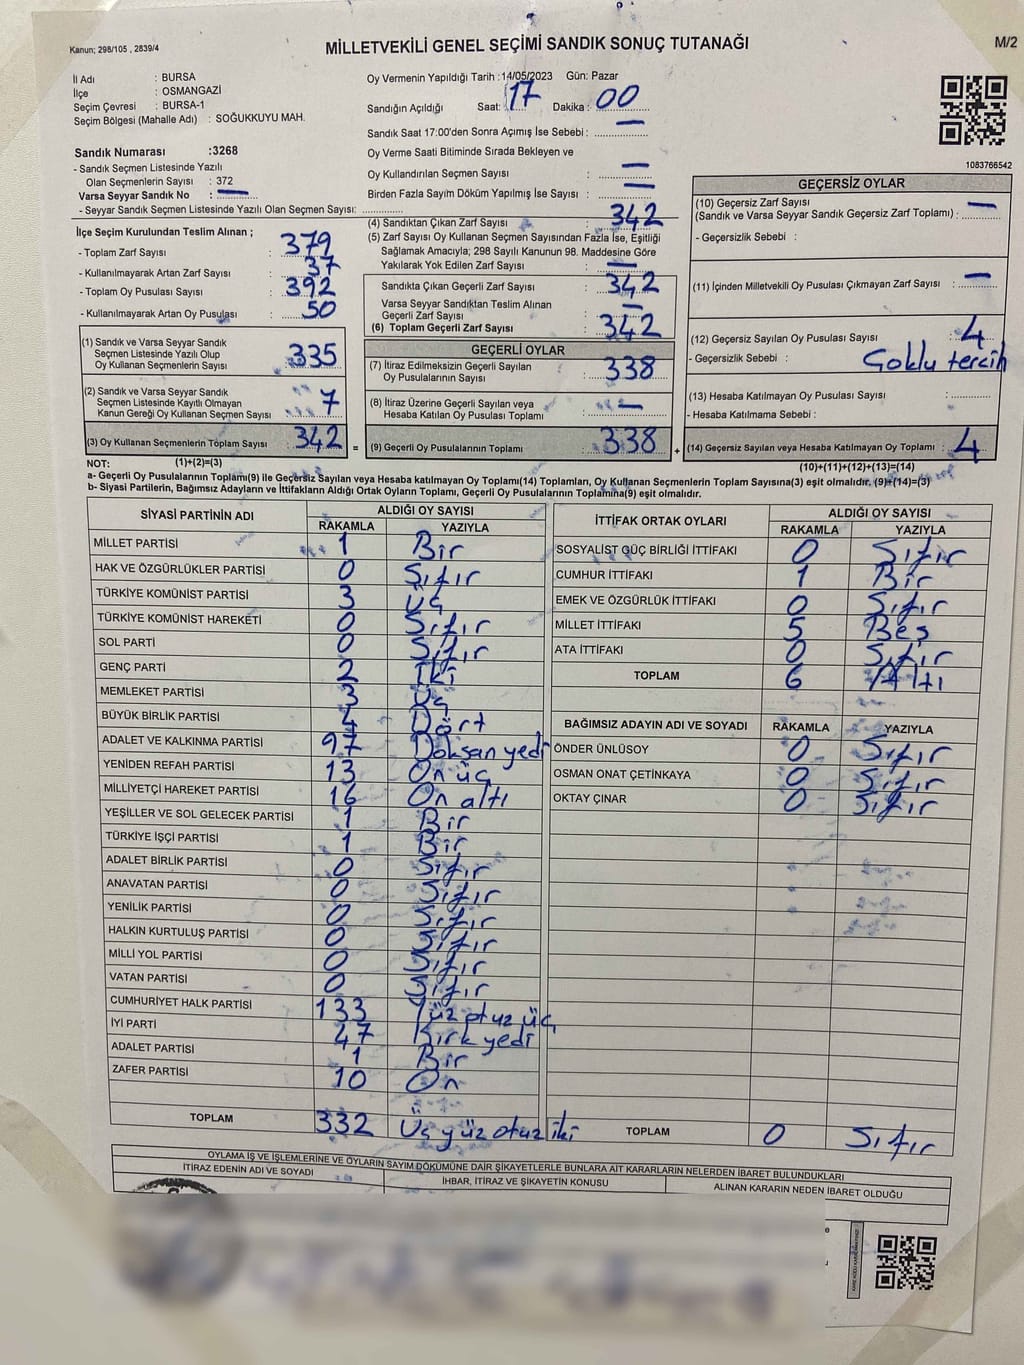 Kanun; 298/105 , 2839/4
MİLLETVEKİLİ GENEL SEÇİMİ SANDIK SONUÇ TUTANAĞI
M/2
İl Adı : BURSA
İlçe : OSMANGAZİ
Seçim Çevresi : BURSA-1
Seçim Bölgesi (Mahalle Adı) : SOĞUKKUYU MAH.
Oy Vermenin Yapıldığı Tarih :14/05/2023 Gün: Pazar
Sandığın Açıldığı Saat: 17 Dakika : 00
Sandık Saat 17:00'den Sonra Açımış İse Sebebi : —
Oy Verme Saati Bitiminde Sırada Bekleyen ve
Oy Kullandırılan Seçmen Sayısı : —
Birden Fazla Sayım Döküm Yapılmış İse Sayısı : —
Sandık Numarası :3268
- Sandık Seçmen Listesinde Yazılı
Olan Seçmenlerin Sayısı : 372
Varsa Seyyar Sandık No : —
- Seyyar Sandık Seçmen Listesinde Yazılı Olan Seçmen Sayısı:
İlçe Seçim Kurulundan Teslim Alınan ;
- Toplam Zarf Sayısı : 379
- Kullanılmayarak Artan Zarf Sayısı : 37
- Toplam Oy Pusulası Sayısı : 392
- Kullanılmayarak Artan Oy Pusulası : 50
(4) Sandıktan Çıkan Zarf Sayısı : 342
(5) Zarf Sayısı Oy Kullanan Seçmen Sayısından Fazla İse, Eşitliği
Sağlamak Amacıyla; 298 Sayılı Kanunun 98. Maddesine Göre
Yakılarak Yok Edilen Zarf Sayısı : —
Sandıkta Çıkan Geçerli Zarf Sayısı : 342
Varsa Seyyar Sandıktan Teslim Alınan
Geçerli Zarf Sayısı : —
(6) Toplam Geçerli Zarf Sayısı : 342
1083766542
GEÇERSİZ OYLAR
(10) Geçersiz Zarf Sayısı
(Sandık ve Varsa Seyyar Sandık Geçersiz Zarf Toplamı) : —
- Geçersizlik Sebebi :
(11) İçinden Milletvekili Oy Pusulası Çıkmayan Zarf Sayısı : —
(12) Geçersiz Sayılan Oy Pusulası Sayısı : 4
- Geçersizlik Sebebi : Çoklu tercih
(13) Hesaba Katılmayan Oy Pusulası Sayısı :
- Hesaba Katılmama Sebebi :
(14) Geçersiz Sayılan veya Hesaba Katılmayan Oy Toplamı : 4
(10)+(11)+(12)+(13)=(14)
(1) Sandık ve Varsa Seyyar Sandık
Seçmen Listesinde Yazılı Olup
Oy Kullanan Seçmenlerin Sayısı : 335
(2) Sandık ve Varsa Seyyar Sandık
Seçmen Listesinde Kayıtlı Olmayan
Kanun Gereği Oy Kullanan Seçmen Sayısı : 7
(3) Oy Kullanan Seçmenlerin Toplam Sayısı : 342 =
GEÇERLİ OYLAR
(7) İtiraz Edilmeksizin Geçerli Sayılan
Oy Pusulalarının Sayısı : 338
(8) İtiraz Üzerine Geçerli Sayılan veya
Hesaba Katılan Oy Pusulası Toplamı : —
(9) Geçerli Oy Pusulalarının Toplamı : 338 +
NOT: (1)+(2)=(3)
a- Geçerli Oy Pusulalarının Toplamı(9) ile Geçersiz Sayılan veya Hesaba katılmayan Oy Toplamı(14) Toplamları, Oy Kullanan Seçmenlerin Toplam Sayısına(3) eşit olmalıdır. (9)+(14)=(3)
b- Siyasi Partilerin, Bağımsız Adayların ve İttifakların Aldığı Ortak Oyların Toplamı, Geçerli Oy Pusulalarının Toplamına(9) eşit olmalıdır.
SİYASİ PARTİNİN ADI ALDIĞI OY SAYISI
RAKAMLA YAZIYLA
MİLLET PARTİSİ 1 Bir
HAK VE ÖZGÜRLÜKLER PARTİSİ 0 Sıfır
TÜRKİYE KOMÜNİST PARTİSİ 3 Üç
TÜRKİYE KOMÜNİST HAREKETİ 0 Sıfır
SOL PARTİ 0 Sıfır
GENÇ PARTİ 2 İki
MEMLEKET PARTİSİ 3 Üç
BÜYÜK BİRLİK PARTİSİ 4 Dört
ADALET VE KALKINMA PARTİSİ 97 Doksan yedi
YENİDEN REFAH PARTİSİ 13 On üç
MİLLİYETÇİ HAREKET PARTİSİ 16 On altı
YEŞİLLER VE SOL GELECEK PARTİSİ 1 Bir
TÜRKİYE İŞÇİ PARTİSİ 1 Bir
ADALET BİRLİK PARTİSİ 0 Sıfır
ANAVATAN PARTİSİ 0 Sıfır
YENİLİK PARTİSİ 0 Sıfır
HALKIN KURTULUŞ PARTİSİ 0 Sıfır
MİLLİ YOL PARTİSİ 0 Sıfır
VATAN PARTİSİ 0 Sıfır
CUMHURİYET HALK PARTİSİ 133 Yüz otuz üç
İYİ PARTİ 47 Kırk yedi
ADALET PARTİSİ 1 Bir
ZAFER PARTİSİ 10 On
TOPLAM 332 Üç yüz otuz iki
İTTİFAK ORTAK OYLARI ALDIĞI OY SAYISI
RAKAMLA YAZIYLA
SOSYALİST GÜÇ BİRLİĞİ İTTİFAKI 0 Sıfır
CUMHUR İTTİFAKI 1 Bir
EMEK VE ÖZGÜRLÜK İTTİFAKI 0 Sıfır
MİLLET İTTİFAKI 5 Beş
ATA İTTİFAKI 0 Sıfır
TOPLAM 6 Altı
BAĞIMSIZ ADAYIN ADI VE SOYADI RAKAMLA YAZIYLA
ÖNDER ÜNLÜSOY 0 Sıfır
OSMAN ONAT ÇETİNKAYA 0 Sıfır
OKTAY ÇINAR 0 Sıfır
TOPLAM 0 Sıfır
OYLAMA İŞ VE İŞLEMLERİNE VE OYLARIN SAYIM DÖKÜMÜNE DAİR ŞİKAYETLERLE BUNLARA AİT KARARLARIN NELERDEN İBARET BULUNDUKLARI
İTİRAZ EDENİN ADI VE SOYADI İHBAR, İTİRAZ VE ŞİKAYETİN KONUSU ALINAN KARARIN NEDEN İBARET OLDUĞU